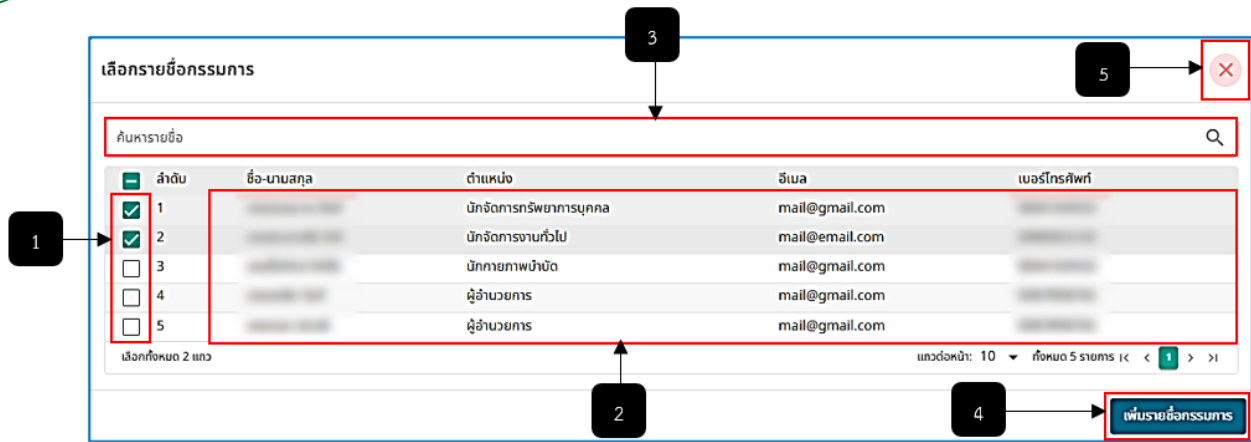 3
เลือกรายชื่อกรรมการ
5
ค้นหารายชื่อ
ลำดับ ชื่อ-นามสกุล ตำแหน่ง อีเมล เบอร์โทรศัพท์
1 นักจัดการทรัพยากรบุคคล mail@gmail.com
1
2 นักจัดการงานทั่วไป mail@email.com
3 นักกายภาพบำบัด mail@gmail.com
4 ผู้อำนวยการ mail@gmail.com
5 ผู้อำนวยการ mail@gmail.com
เลือกทั้งหมด 2 แถว แถวต่อหน้า: 10 ทั้งหมด 5 รายการ 1
2
4
เพิ่มรายชื่อกรรมการ